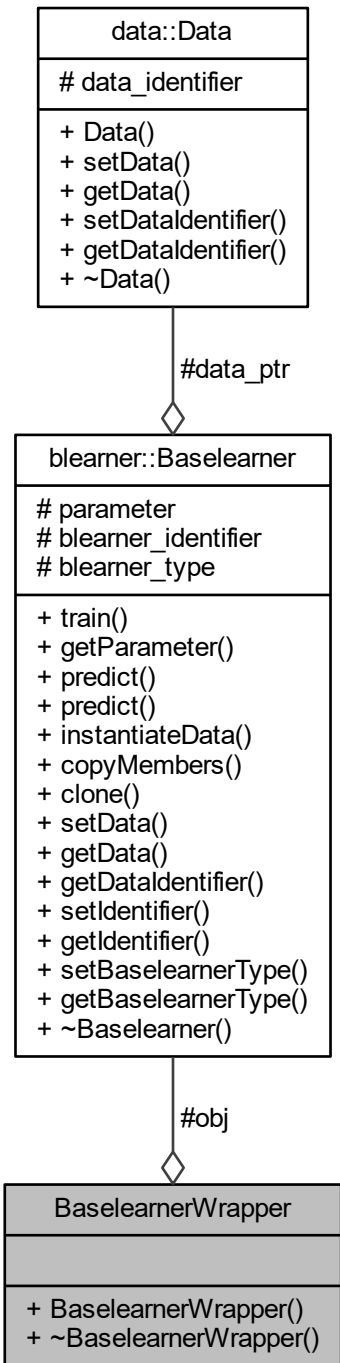 data::Data
# data_identifier
+ Data()
+ setData()
+ getData()
+ setDataIdentifier()
+ getDataIdentifier()
+ ~Data()
#data_ptr
blearner::Baselearner
# parameter
# blearner_identifier
# blearner_type
+ train()
+ getParameter()
+ predict()
+ predict()
+ instantiateData()
+ copyMembers()
+ clone()
+ setData()
+ getData()
+ getDataIdentifier()
+ setIdentifier()
+ getIdentifier()
+ setBaselearnerType()
+ getBaselearnerType()
+ ~Baselearner()
#obj
BaselearnerWrapper
+ BaselearnerWrapper()
+ ~BaselearnerWrapper()